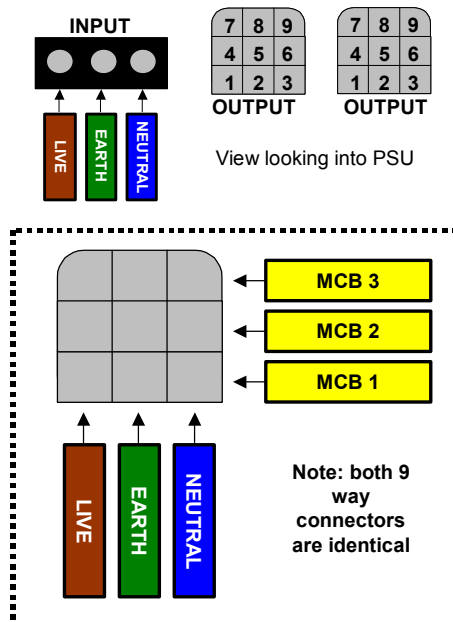 INPUT
7 8 9
4 5 6
1 2 3
OUTPUT
7 8 9
4 5 6
1 2 3
OUTPUT
LIVE
EARTH
NEUTRAL
View looking into PSU
MCB 3
MCB 2
MCB 1
LIVE
EARTH
NEUTRAL
Note: both 9
way
connectors
are identical